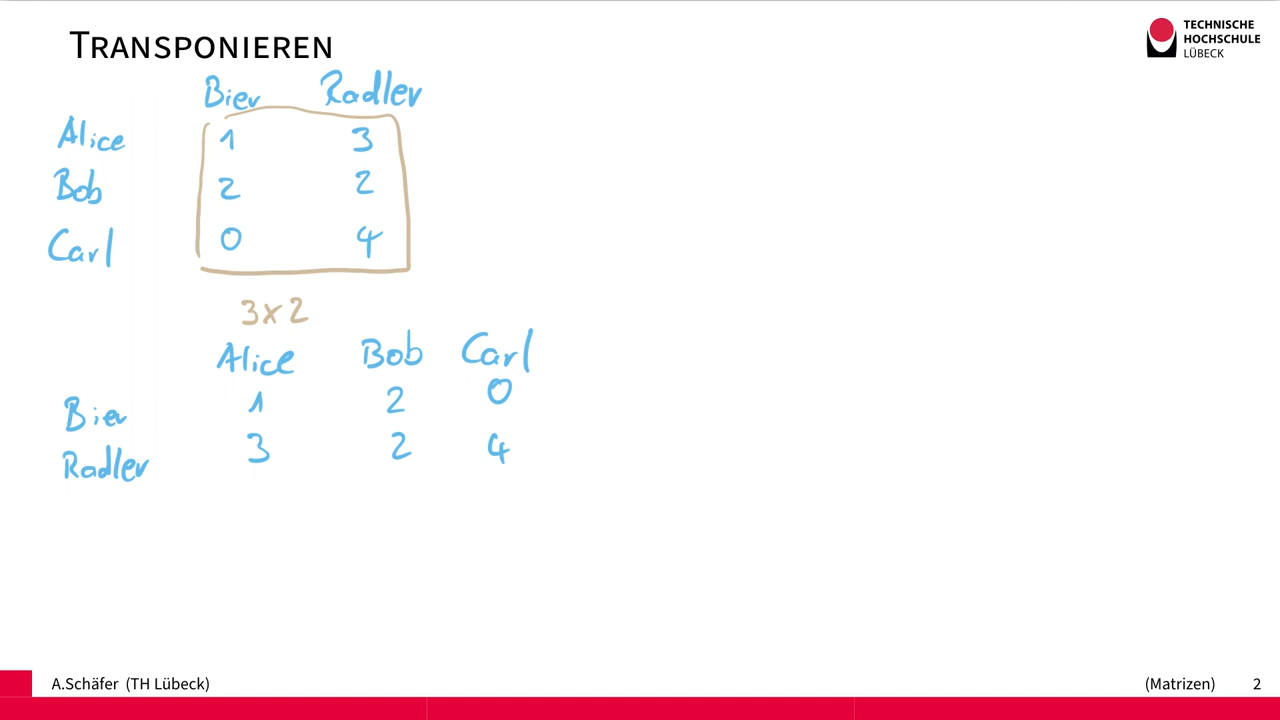 TRANSPONIEREN
TECHNISCHE
HOCHSCHULE
LÜBECK
Bier Radler
Alice 1 3
Bob 2 2
Carl 0 4
3x2
Alice Bob Carl
Bier 1 2 0
Radler 3 2 4
A.Schäfer (TH Lübeck) (Matrizen) 2